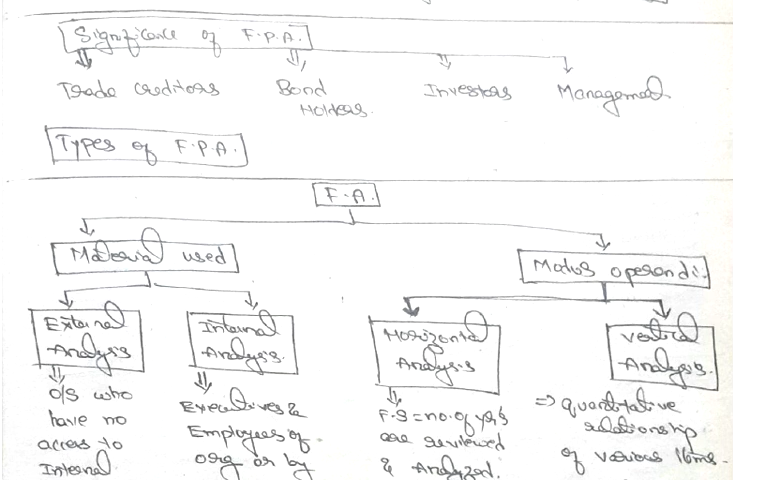 Significance of F.P.A.
Trade creditors
Bond
Holders.
Investors
Management.
Types of F.P.A.
F.A.
Material used
Modus operandi.
External
Analysis
Internal
Analysis.
Horizontal
Analysis
Vertical
Analysis.
O/S who
have no
access to
Internal
Executives &
Employees of
org or by
F.S = no. of yrs
are reviewed
& Analyzed.
=> quantitative
relationship
of various items.